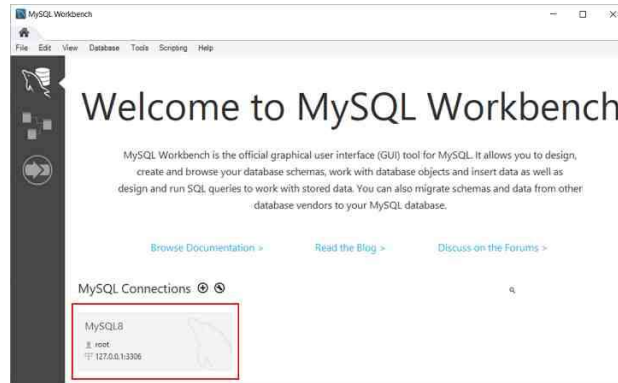 MySQL Workbench
File Edit View Database Tools Scripting Help
Welcome to MySQL Workbench
MySQL Workbench is the official graphical user interface (GUI) tool for MySQL. It allows you to design,
create and browse your database schemas, work with database objects and insert data as well as
design and run SQL queries to work with stored data. You can also migrate schemas and data from other
database vendors to your MySQL database.
Browse Documentation > Read the Blog > Discuss on the Forums >
MySQL Connections
MySQL8
root
127.0.0.1:3306